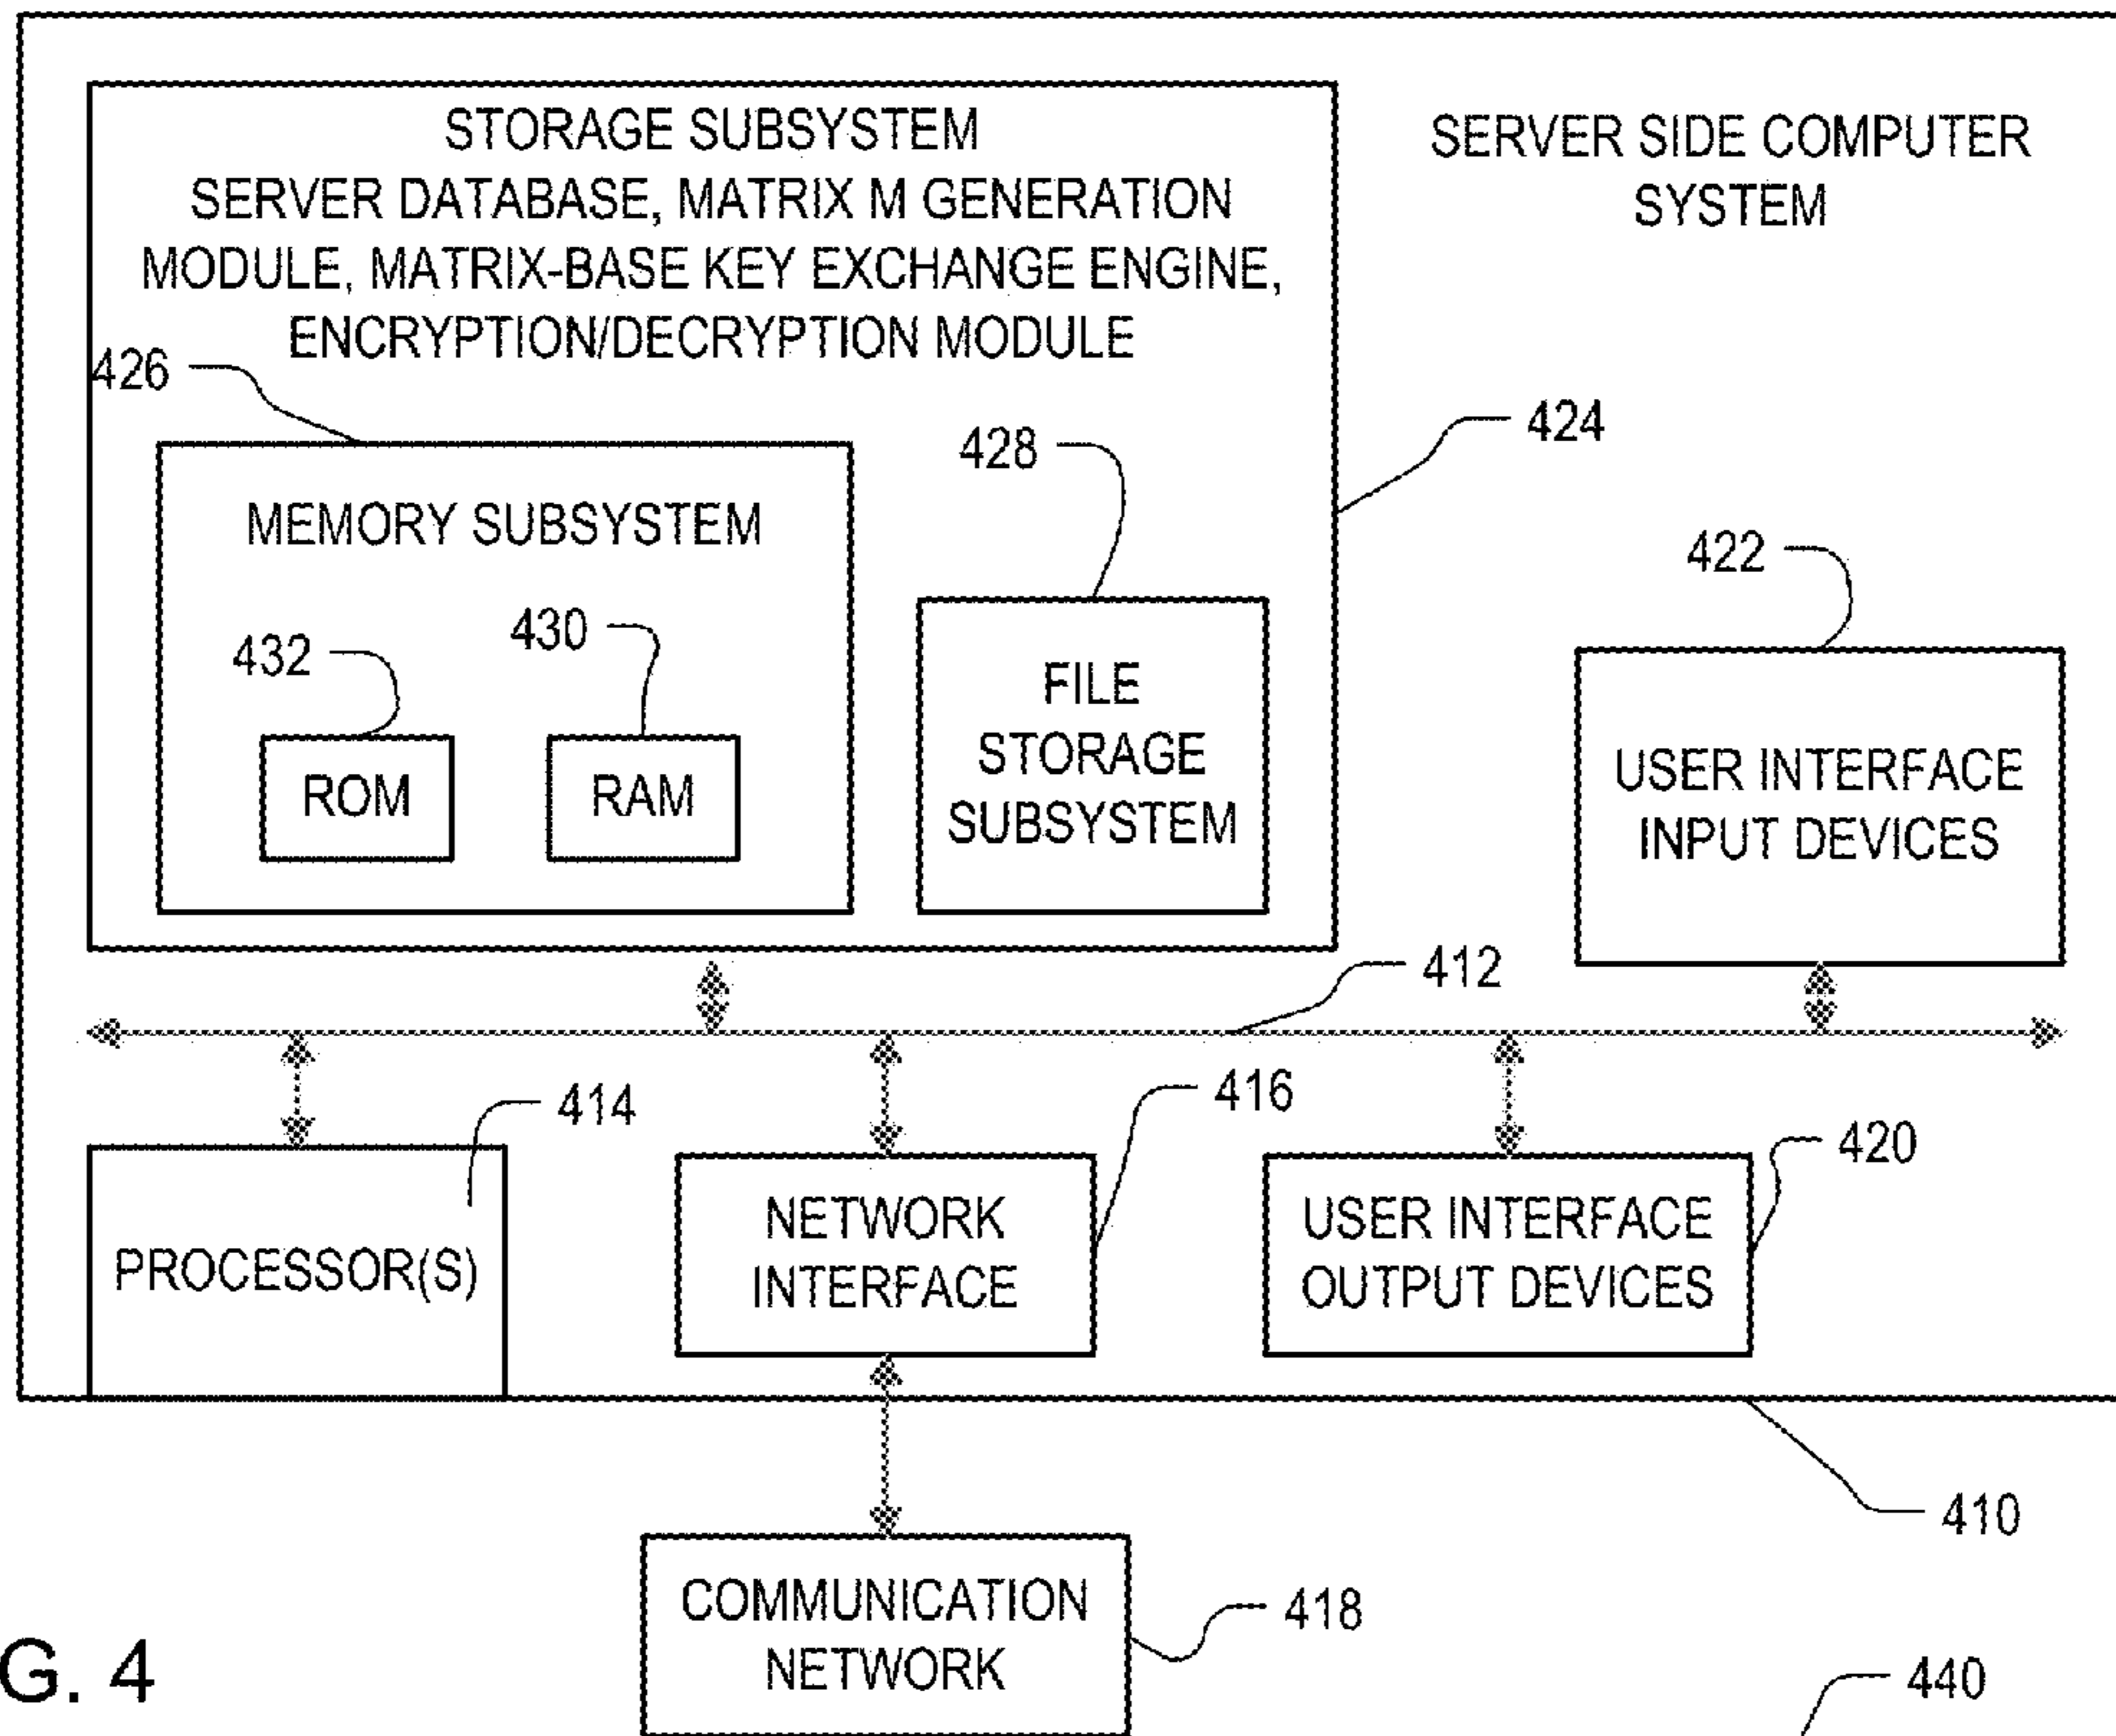 STORAGE SUBSYSTEM
SERVER DATABASE, MATRIX M GENERATION
MODULE, MATRIX-BASE KEY EXCHANGE ENGINE,
ENCRYPTION/DECRYPTION MODULE
SERVER SIDE COMPUTER
SYSTEM
426
424
428
MEMORY SUBSYSTEM
422
432
430
FILE
STORAGE
SUBSYSTEM
ROM
RAM
USER INTERFACE
INPUT DEVICES
412
414
416
420
PROCESSOR(S)
NETWORK
INTERFACE
USER INTERFACE
OUTPUT DEVICES
410
COMMUNICATION
NETWORK
418
G. 4
440